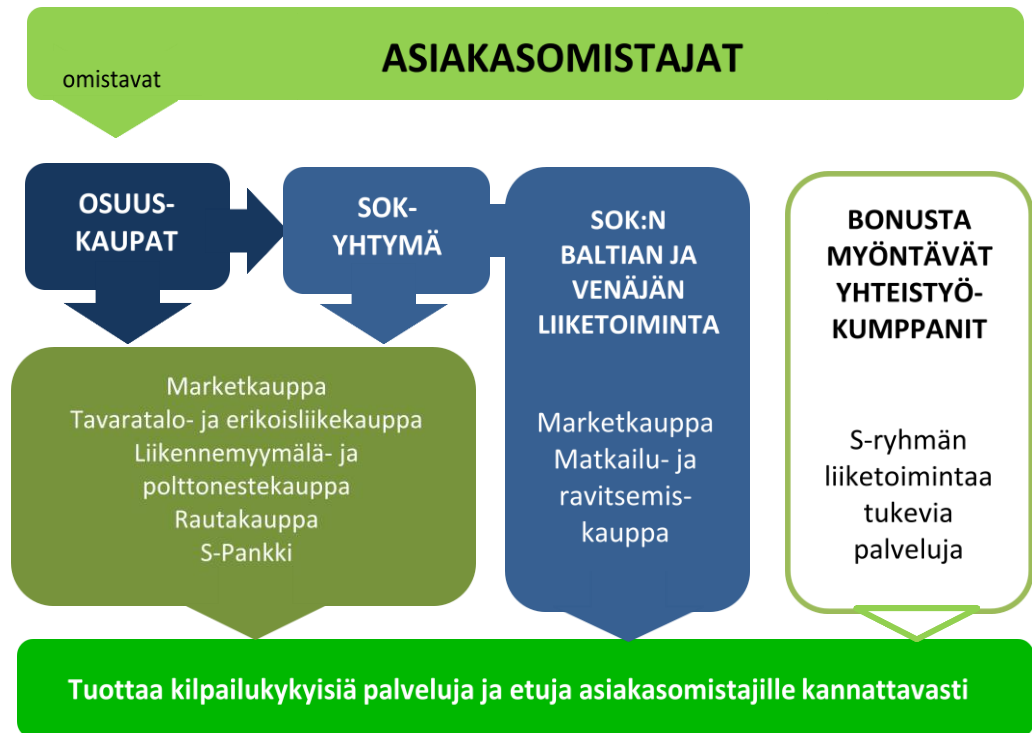 ASIAKASOMISTAJAT
omistavat
OSUUS-
KAUPAT
SOK-
YHTYMÄ
SOK:N
BALTIAN JA
VENÄJÄN
LIIKETOIMINTA
BONUSTA
MYÖNTÄVÄT
YHTEISTYÖ-
KUMPPANIT
Marketkauppa
Tavaratalo- ja erikoisliikekauppa
Liikennemyymälä- ja
polttonestekauppa
Rautakauppa
S-Pankki
Marketkauppa
Matkailu- ja
ravitsemis-
kauppa
S-ryhmän
liiketoimintaa
tukevia
palveluja
Tuottaa kilpailukykyisiä palveluja ja etuja asiakasomistajille kannattavasti